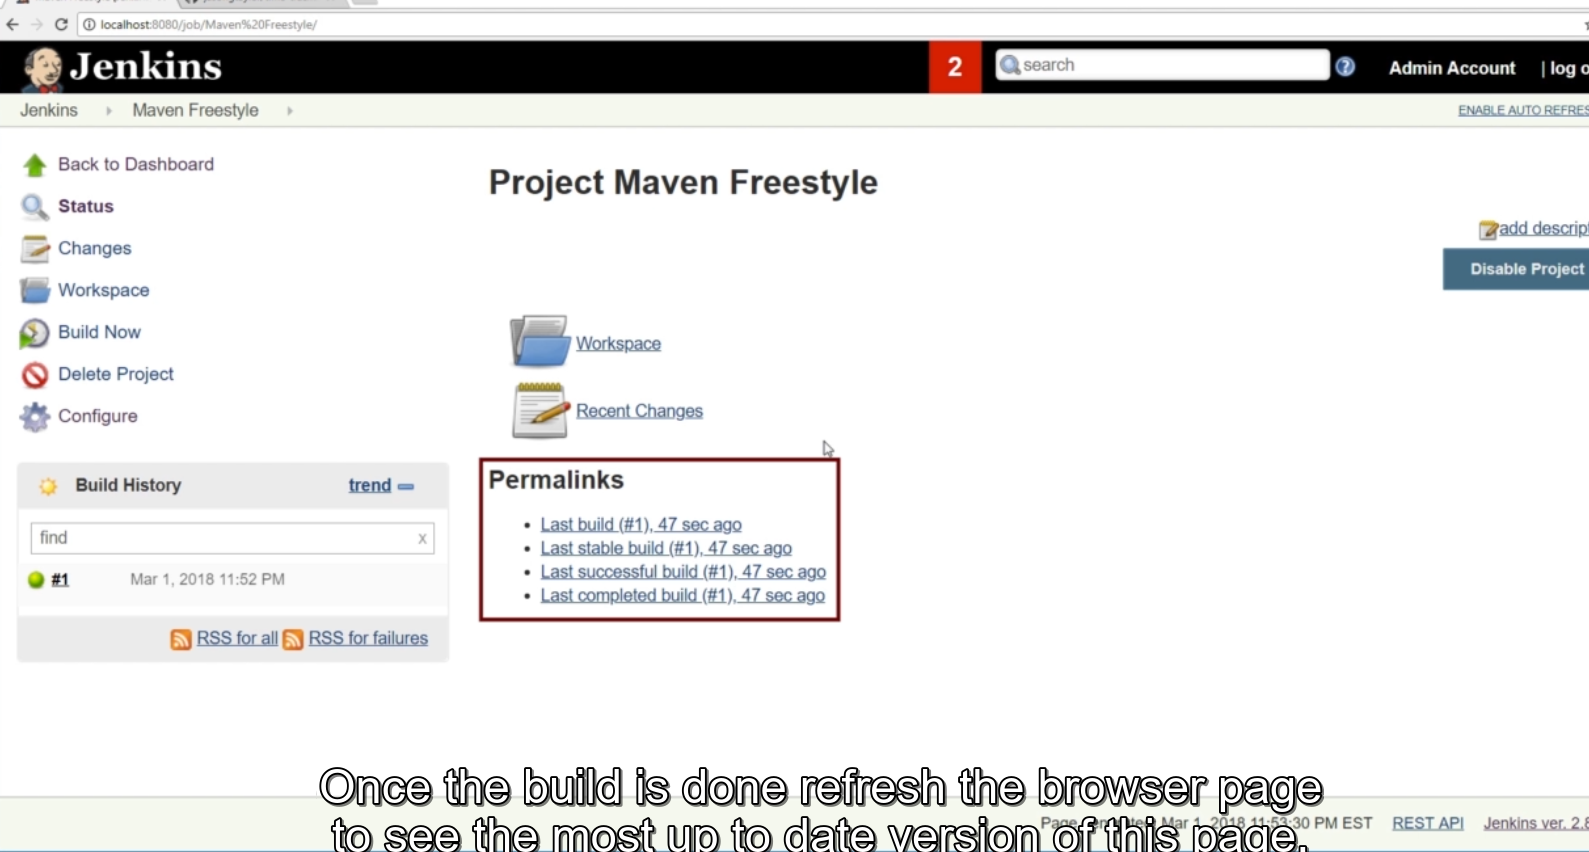 localhost:8080/job/Maven%20Freestyle/
Jenkins
2
search
?
Admin Account
| log
Jenkins
Maven Freestyle
ENABLE AUTO REFRES
Back to Dashboard
Status
Changes
Workspace
Build Now
Delete Project
Configure
Project Maven Freestyle
add descript
Disable Project
Workspace
Recent Changes
Permalinks
Last build (#1), 47 sec ago
Last stable build (#1), 47 sec ago
Last successful build (#1), 47 sec ago
Last completed build (#1), 47 sec ago
Build History
trend
find
x
#1
Mar 1, 2018 11:52 PM
RSS for all
RSS for failures
Once the build is done refresh the browser page
to see the most up to date version of this page.
Page Mar 1, 2018 11:53:30 PM EST
REST API
Jenkins ver. 2.8